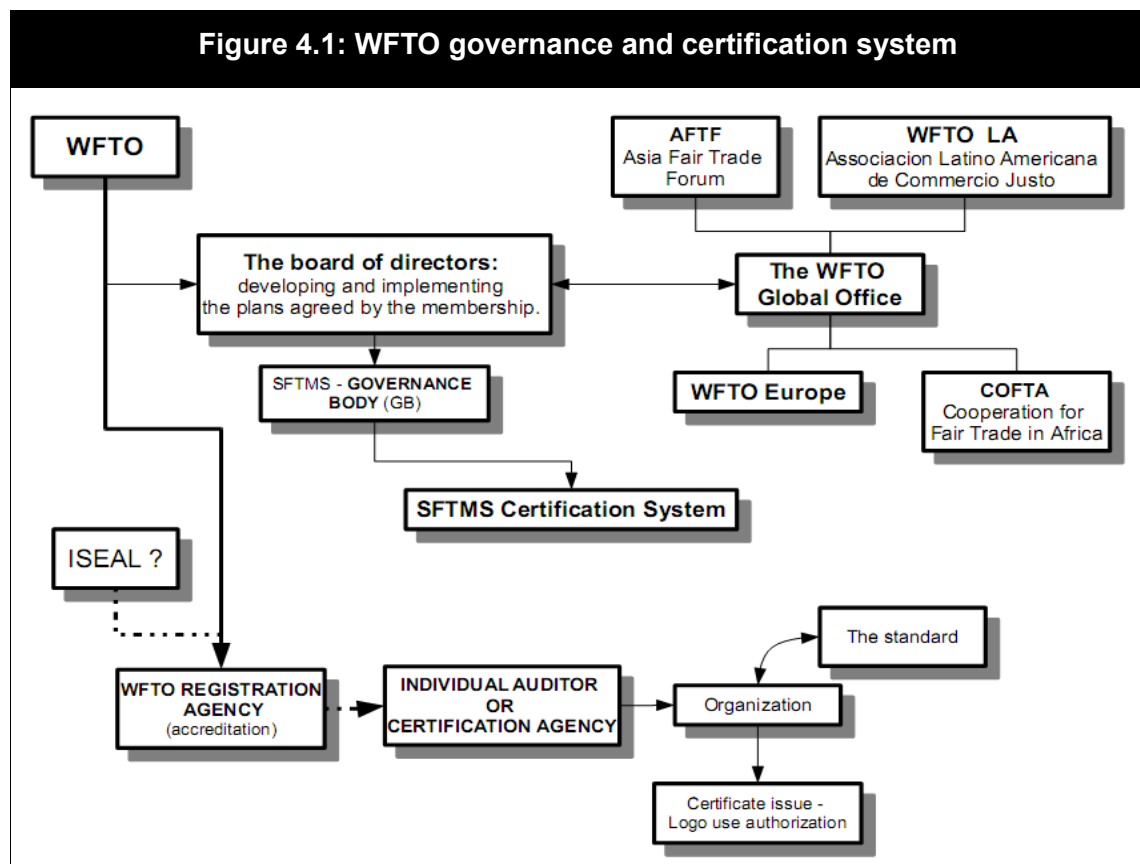 Figure 4.1: WFTO governance and certification system
WFTO
AFTF
Asia Fair Trade
Forum
WFTO LA
Associacion Latino Americana
de Commercio Justo
The board of directors:
developing and implementing
the plans agreed by the membership.
The WFTO
Global Office
SFTMS - GOVERNANCE
BODY (GB)
WFTO Europe
COFTA
Cooperation for
Fair Trade in Africa
SFTMS Certification System
ISEAL ?
The standard
WFTO REGISTRATION
AGENCY
(accreditation)
INDIVIDUAL AUDITOR
OR
CERTIFICATION AGENCY
Organization
Certificate issue -
Logo use authorization